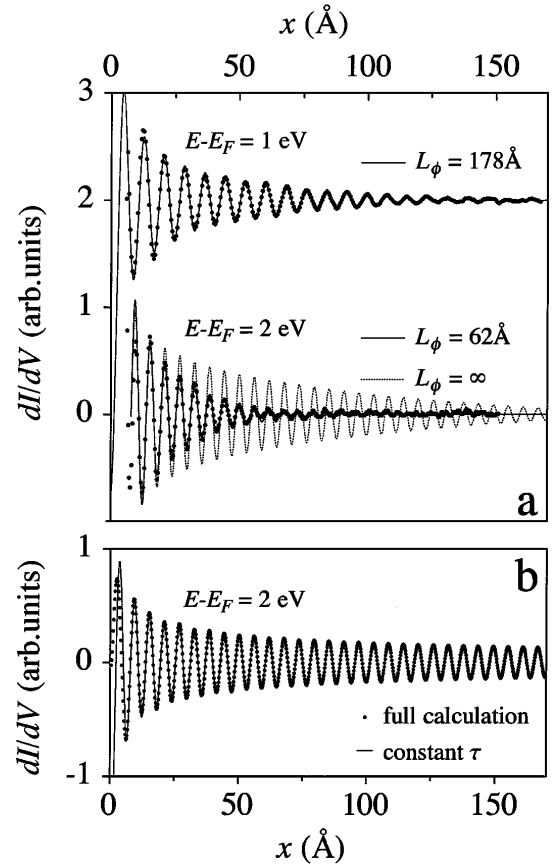 x (Å)
0 50 100 150
3
E-E_F = 1 eV
L_ϕ = 178Å
2
dI/dV (arb.units)
1
E-E_F = 2 eV
L_ϕ = 62Å
L_ϕ = ∞
0
a
1
b
E-E_F = 2 eV
dI/dV (arb.units)
0
full calculation
constant τ
-1
0 50 100 150
x (Å)